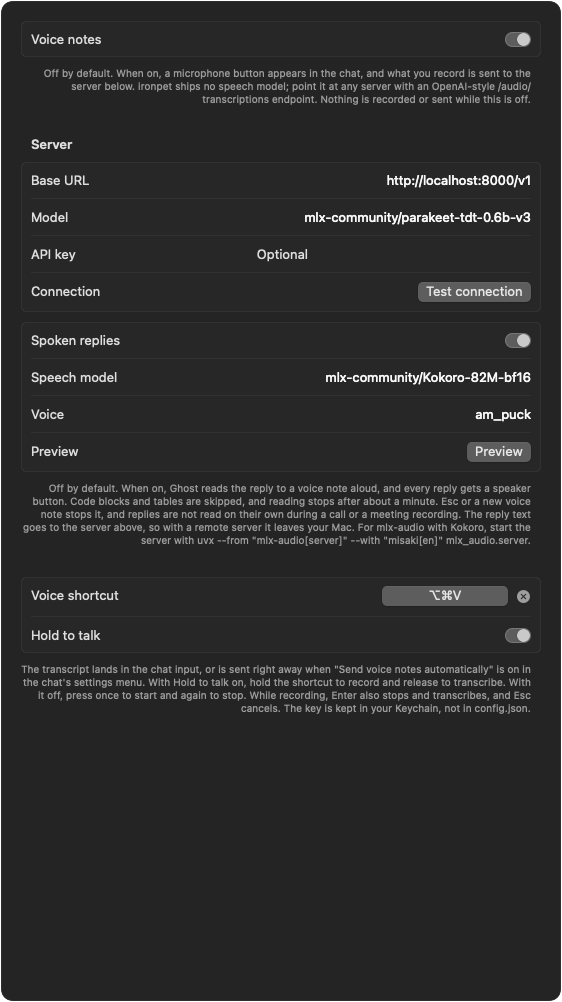 Voice notes
Off by default. When on, a microphone button appears in the chat, and what you record is sent to the
server below. ironpet ships no speech model; point it at any server with an OpenAI-style /audio/
transcriptions endpoint. Nothing is recorded or sent while this is off.
Server
Base URL http://localhost:8000/v1
Model mlx-community/parakeet-tdt-0.6b-v3
API key Optional
Connection Test connection
Spoken replies
Speech model mlx-community/Kokoro-82M-bf16
Voice am_puck
Preview Preview
Off by default. When on, Ghost reads the reply to a voice note aloud, and every reply gets a speaker
button. Code blocks and tables are skipped, and reading stops after about a minute. Esc or a new voice
note stops it, and replies are not read on their own during a call or a meeting recording. The reply text
goes to the server above, so with a remote server it leaves your Mac. For mlx-audio with Kokoro, start the
server with uvx --from "mlx-audio[server]" --with "misaki[en]" mlx_audio.server.
Voice shortcut ⌥⌘V
Hold to talk
The transcript lands in the chat input, or is sent right away when "Send voice notes automatically" is on in
the chat's settings menu. With Hold to talk on, hold the shortcut to record and release to transcribe. With
it off, press once to start and again to stop. While recording, Enter also stops and transcribes, and Esc
cancels. The key is kept in your Keychain, not in config.json.